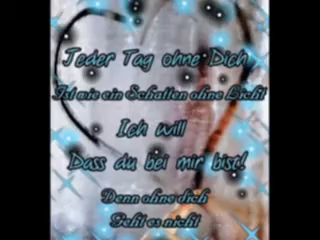 Jeder Tag ohne Dich
Ist wie ein Schatten ohne Licht
Ich will
Dass du bei mir bist!
Denn ohne dich
Geht es nicht